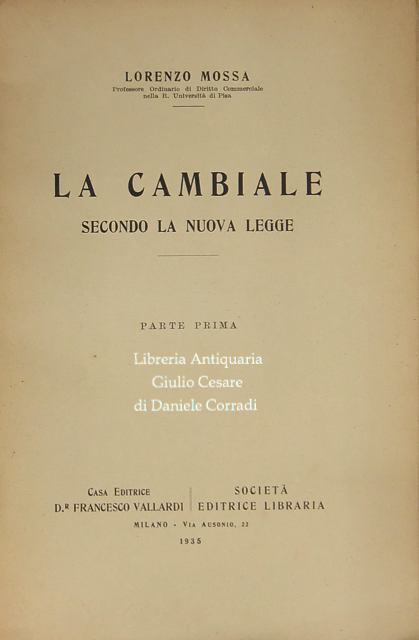 LORENZO MOSSA
Professore Ordinario di Diritto Commerciale
nella R. Università di Pisa
LA CAMBIALE
SECONDO LA NUOVA LEGGE
PARTE PRIMA
Libreria Antiquaria
Giulio Cesare
di Daniele Corradi
CASA EDITRICE
D.R FRANCESCO VALLARDI
SOCIETÀ
EDITRICE LIBRARIA
MILANO - VIA AUSONIO, 22
1935